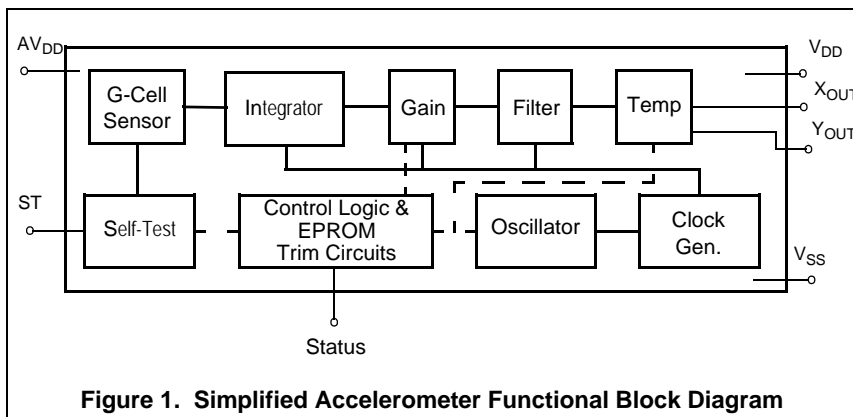 AVDD
VDD
G-Cell
Sensor
Integrator
Gain
Filter
Temp
XOUT
YOUT
ST
Self-Test
Control Logic &
EPROM
Trim Circuits
Oscillator
Clock
Gen.
VSS
Status
Figure 1. Simplified Accelerometer Functional Block Diagram